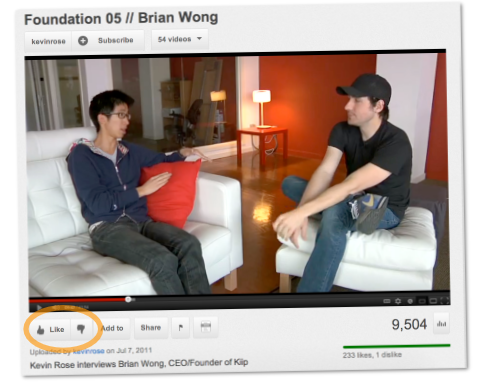 Foundation 05 // Brian Wong
kevinrose Subscribe 54 videos
Like Add to Share 9,504
Uploaded by kevinrose on Jul 7, 2011 233 likes, 1 dislike
Kevin Rose interviews Brian Wong, CEO/Founder of Kiip